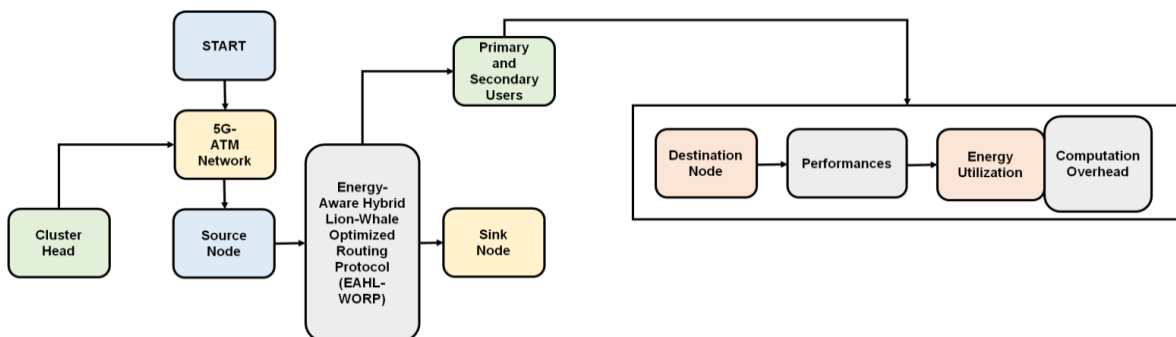 START
5G-
ATM
Network
Cluster
Head
Source
Node
Energy-
Aware Hybrid
Lion-Whale
Optimized
Routing
Protocol
(EAHL-
WORP)
Sink
Node
Primary
and
Secondary
Users
Destination
Node
Performances
Energy
Utilization
Computation
Overhead